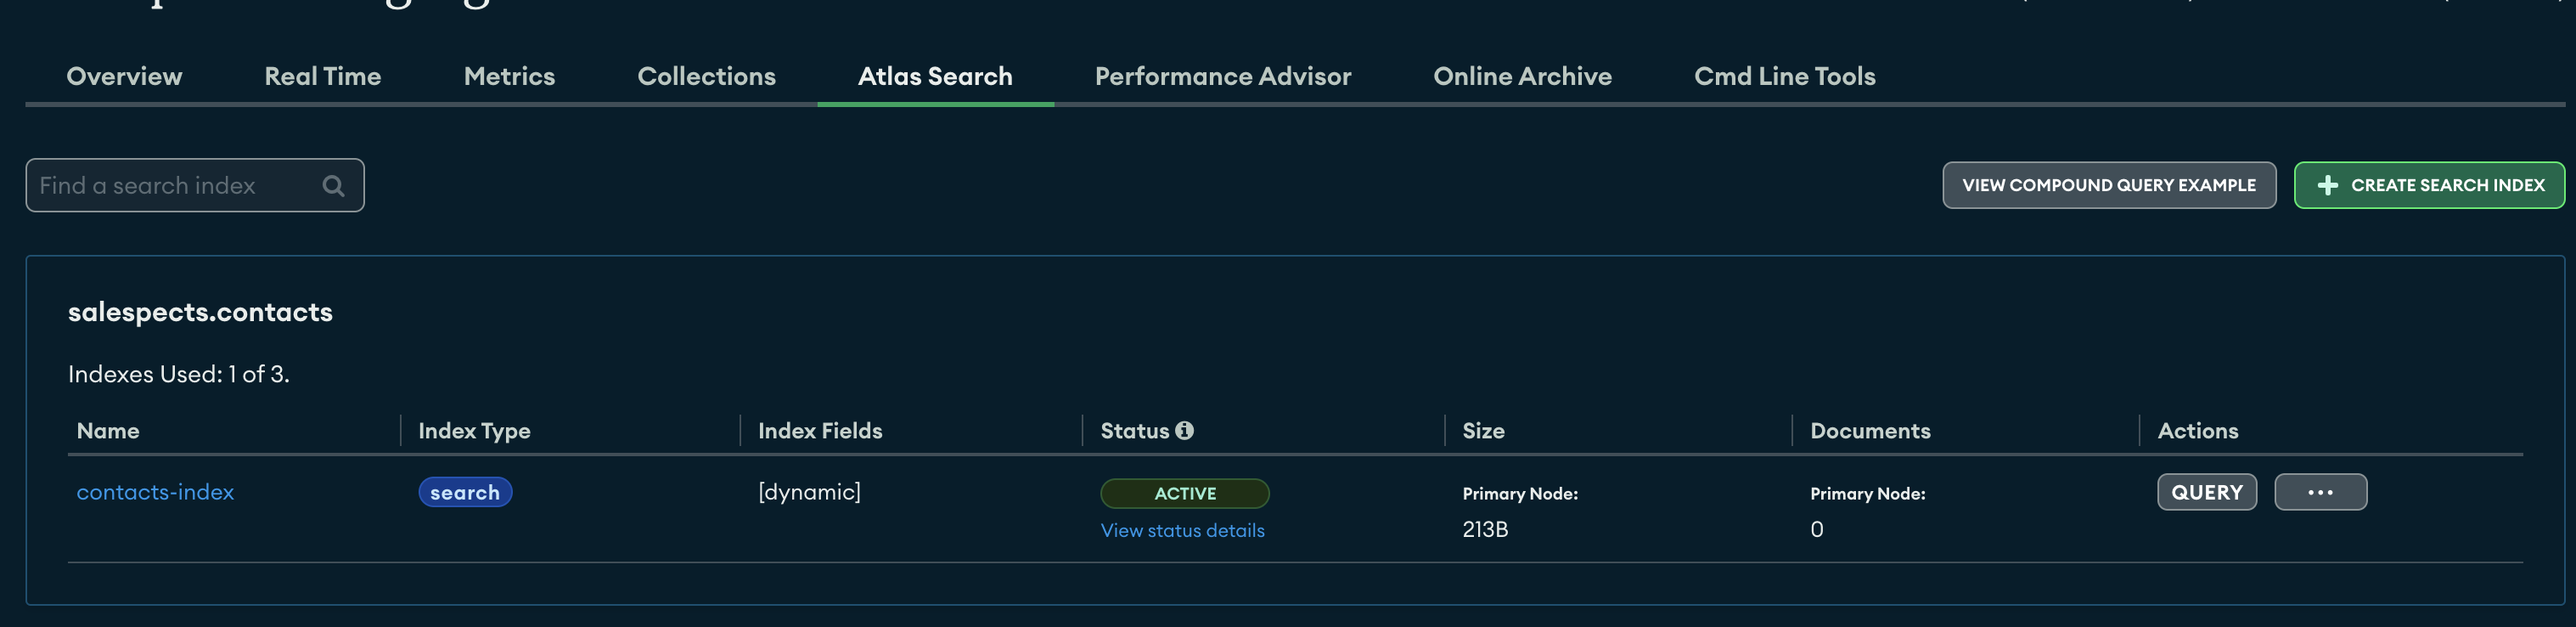 Overview Real Time Metrics Collections Atlas Search Performance Advisor Online Archive Cmd Line Tools
Find a search index
VIEW COMPOUND QUERY EXAMPLE
CREATE SEARCH INDEX
salespects.contacts
Indexes Used: 1 of 3.
Name Index Type Index Fields Status Size Documents Actions
contacts-index search [dynamic] ACTIVE Primary Node: Primary Node: QUERY ...
View status details 213B 0